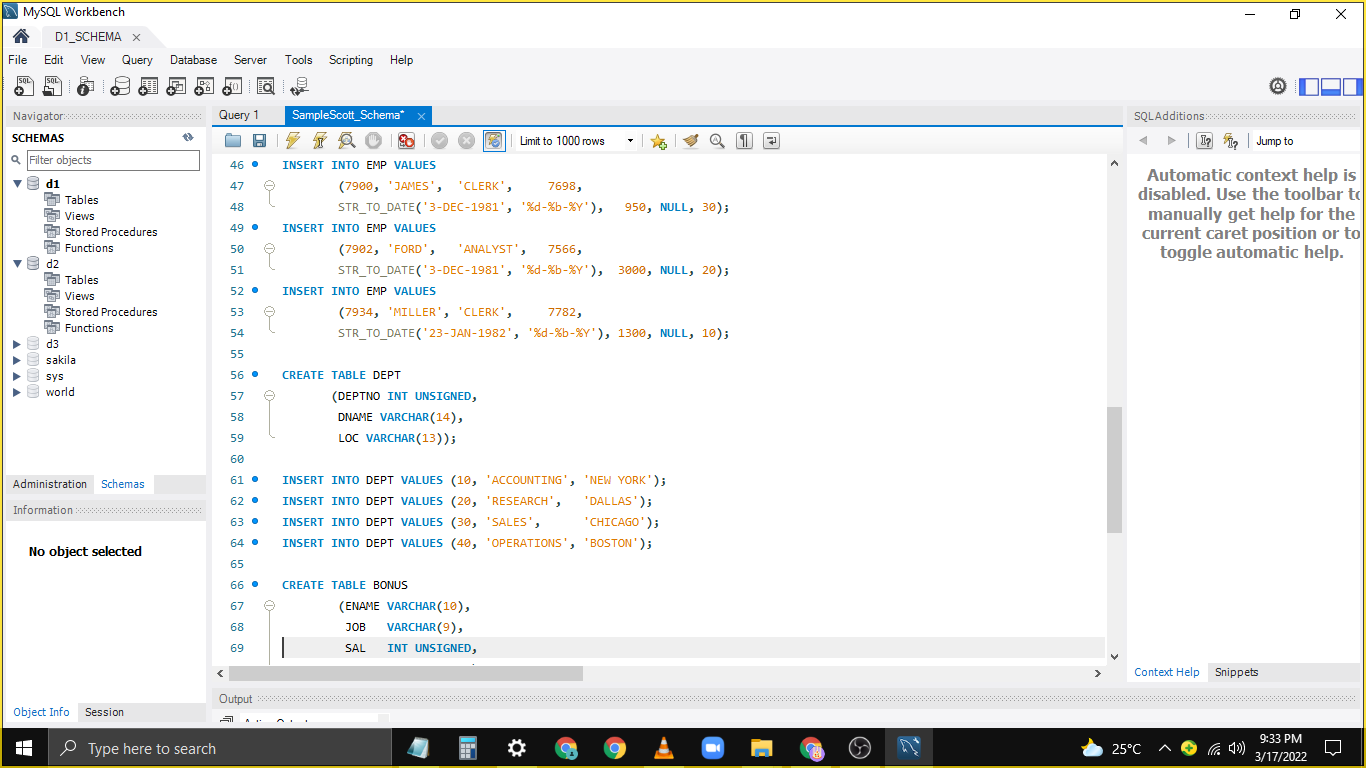 MySQL Workbench
D1_SCHEMA
File Edit View Query Database Server Tools Scripting Help
Navigator
SCHEMAS
Filter objects
d1
Tables
Views
Stored Procedures
Functions
d2
Tables
Views
Stored Procedures
Functions
d3
sakila
sys
world
Administration Schemas
Information
No object selected
Object Info Session
Query 1 SampleScott_Schema*
Limit to 1000 rows
46 INSERT INTO EMP VALUES
47 (7900, 'JAMES', 'CLERK', 7698,
48 STR_TO_DATE('3-DEC-1981', '%d-%b-%Y'), 950, NULL, 30);
49 INSERT INTO EMP VALUES
50 (7902, 'FORD', 'ANALYST', 7566,
51 STR_TO_DATE('3-DEC-1981', '%d-%b-%Y'), 3000, NULL, 20);
52 INSERT INTO EMP VALUES
53 (7934, 'MILLER', 'CLERK', 7782,
54 STR_TO_DATE('23-JAN-1982', '%d-%b-%Y'), 1300, NULL, 10);
55
56 CREATE TABLE DEPT
57 (DEPTNO INT UNSIGNED,
58 DNAME VARCHAR(14),
59 LOC VARCHAR(13));
60
61 INSERT INTO DEPT VALUES (10, 'ACCOUNTING', 'NEW YORK');
62 INSERT INTO DEPT VALUES (20, 'RESEARCH', 'DALLAS');
63 INSERT INTO DEPT VALUES (30, 'SALES', 'CHICAGO');
64 INSERT INTO DEPT VALUES (40, 'OPERATIONS', 'BOSTON');
65
66 CREATE TABLE BONUS
67 (ENAME VARCHAR(10),
68 JOB VARCHAR(9),
69 SAL INT UNSIGNED,
Output
SQLAdditions
Jump to
Automatic context help is
disabled. Use the toolbar to
manually get help for the
current caret position or to
toggle automatic help.
Context Help Snippets
Type here to search
25°C
9:33 PM
3/17/2022